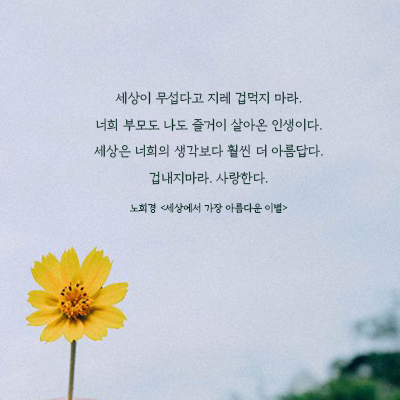 세상이 무섭다고 지레 겁먹지 마라.
너희 부모도 나도 즐거이 살아온 인생이다.
세상은 너희의 생각보다 훨씬 더 아름답다.
겁내지마라. 사랑한다.
노희경 <세상에서 가장 아름다운 이별>